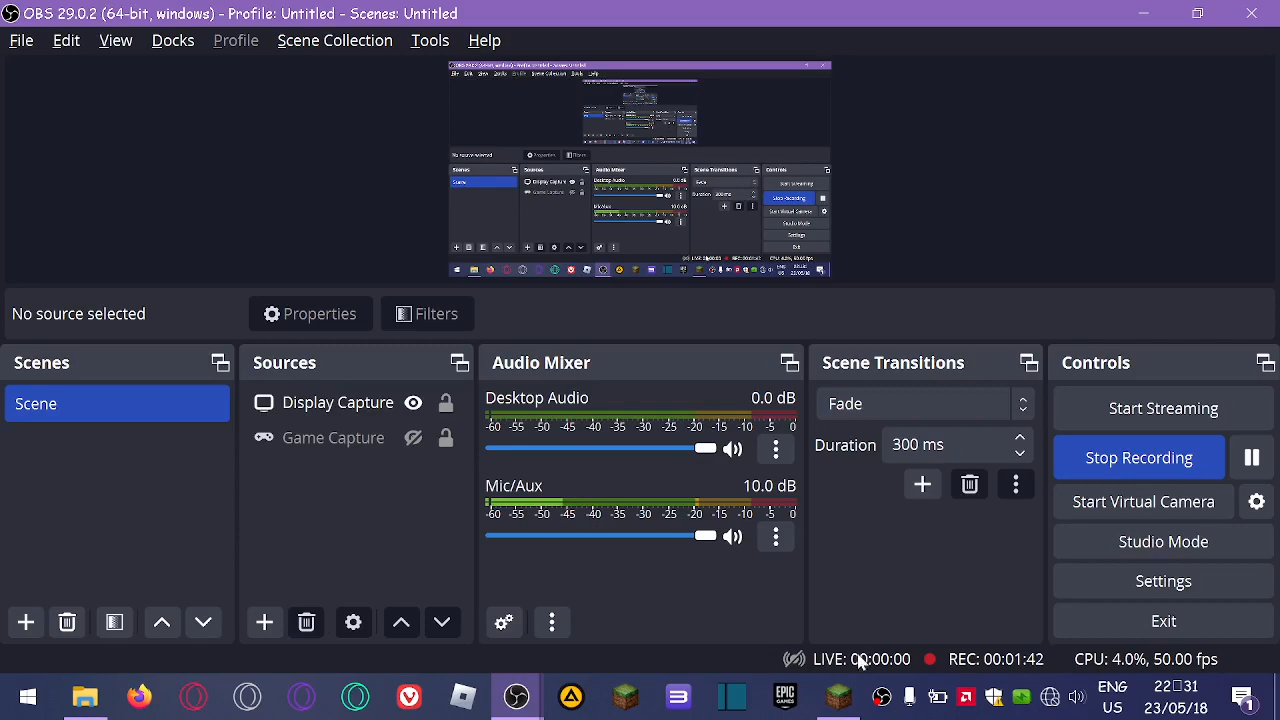 OBS 29.0.2 (64-bit, windows) - Profile: Untitled - Scenes: Untitled
File Edit View Docks Profile Scene Collection Tools Help
No source selected Properties Filters
Scenes Sources Audio Mixer Scene Transitions Controls
Scene
Display Capture
Game Capture
Desktop Audio 0.0 dB
-60 -55 -50 -45 -40 -35 -30 -25 -20 -15 -10 -5 0
Mic/Aux 10.0 dB
-60 -55 -50 -45 -40 -35 -30 -25 -20 -15 -10 -5 0
Fade
Duration 300 ms
Start Streaming
Stop Recording
Start Virtual Camera
Studio Mode
Settings
Exit
LIVE: 00:00:00 REC: 00:01:42 CPU: 4.0%, 50.00 fps
EPIC GAMES
ENG 22:31
US 23/05/18
1